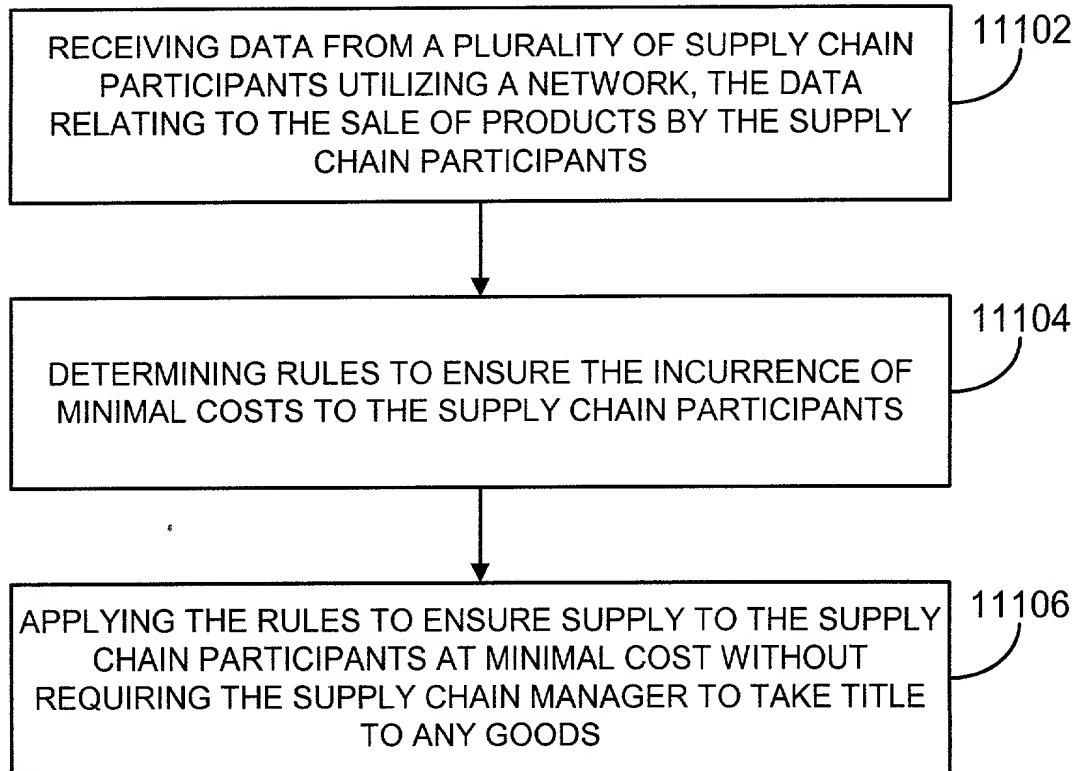 RECEIVING DATA FROM A PLURALITY OF SUPPLY CHAIN
PARTICIPANTS UTILIZING A NETWORK, THE DATA
RELATING TO THE SALE OF PRODUCTS BY THE SUPPLY
CHAIN PARTICIPANTS
11102
DETERMINING RULES TO ENSURE THE INCURRENCE OF
MINIMAL COSTS TO THE SUPPLY CHAIN PARTICIPANTS
11104
APPLYING THE RULES TO ENSURE SUPPLY TO THE SUPPLY
CHAIN PARTICIPANTS AT MINIMAL COST WITHOUT
REQUIRING THE SUPPLY CHAIN MANAGER TO TAKE TITLE
TO ANY GOODS
11106